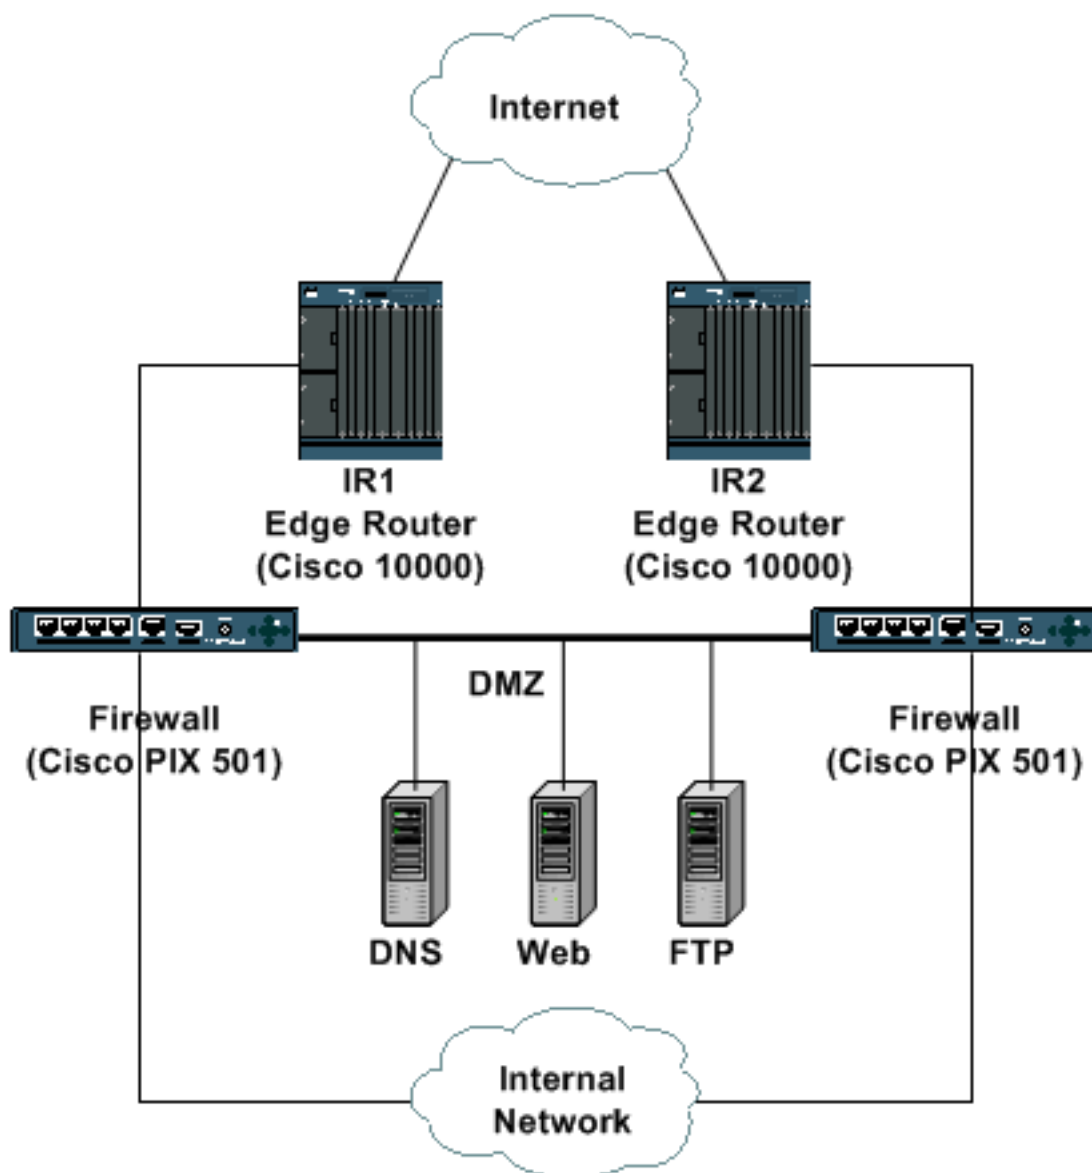 Internet
IR1
Edge Router
(Cisco 10000)
IR2
Edge Router
(Cisco 10000)
DMZ
Firewall
(Cisco PIX 501)
Firewall
(Cisco PIX 501)
DNS
Web
FTP
Internal
Network